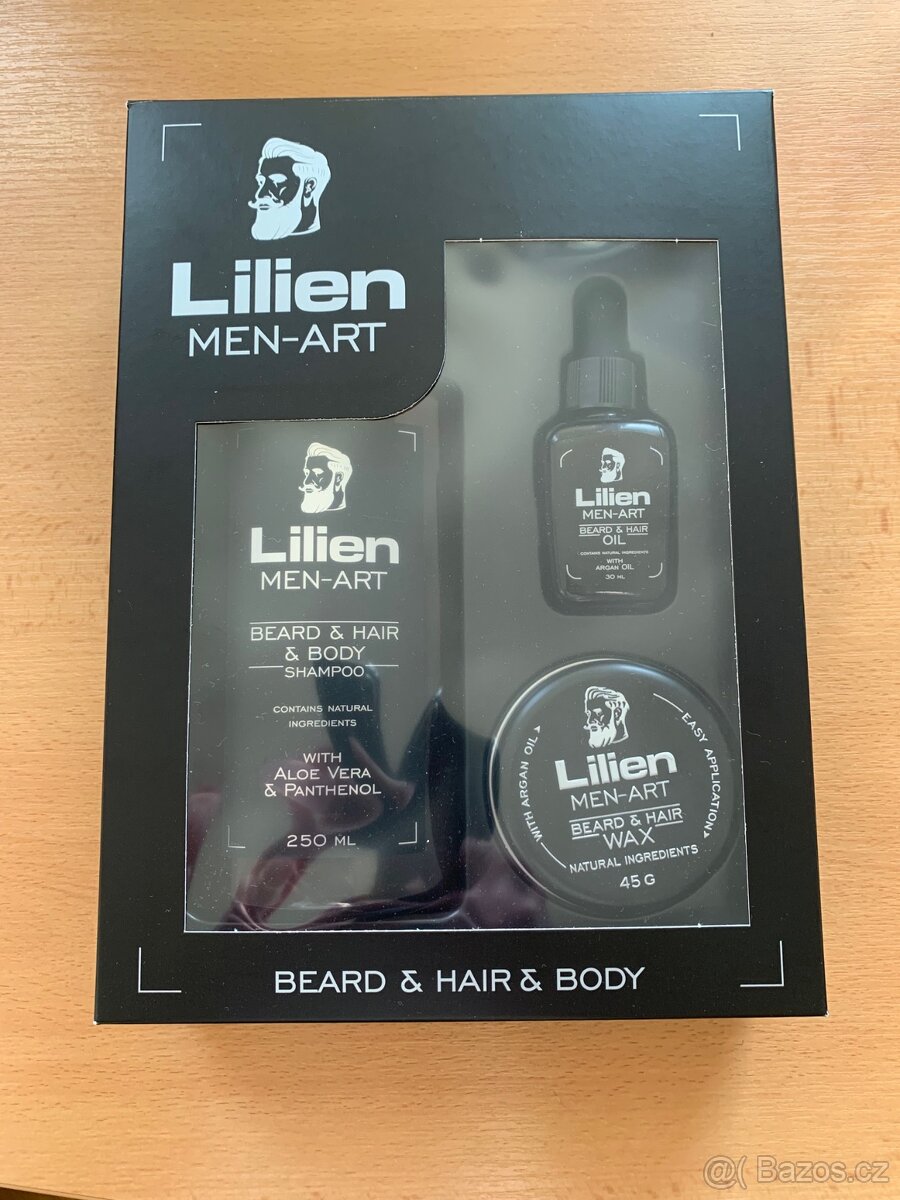 Lilien
MEN-ART
Lilien
MEN-ART
BEARD & HAIR
& BODY
SHAMPOO
CONTAINS NATURAL
INGREDIENTS
WITH
ALOE VERA
& PANTHENOL
250 ML
Lilien
MEN-ART
BEARD & HAIR
OIL
CONTAINS NATURAL INGREDIENTS
WITH
ARGAN OIL
30 ML
WITH ARGAN OIL
EASY APPLICATION
Lilien
MEN-ART
BEARD & HAIR
WAX
NATURAL INGREDIENTS
45 G
BEARD & HAIR & BODY
@( Bazos.cz